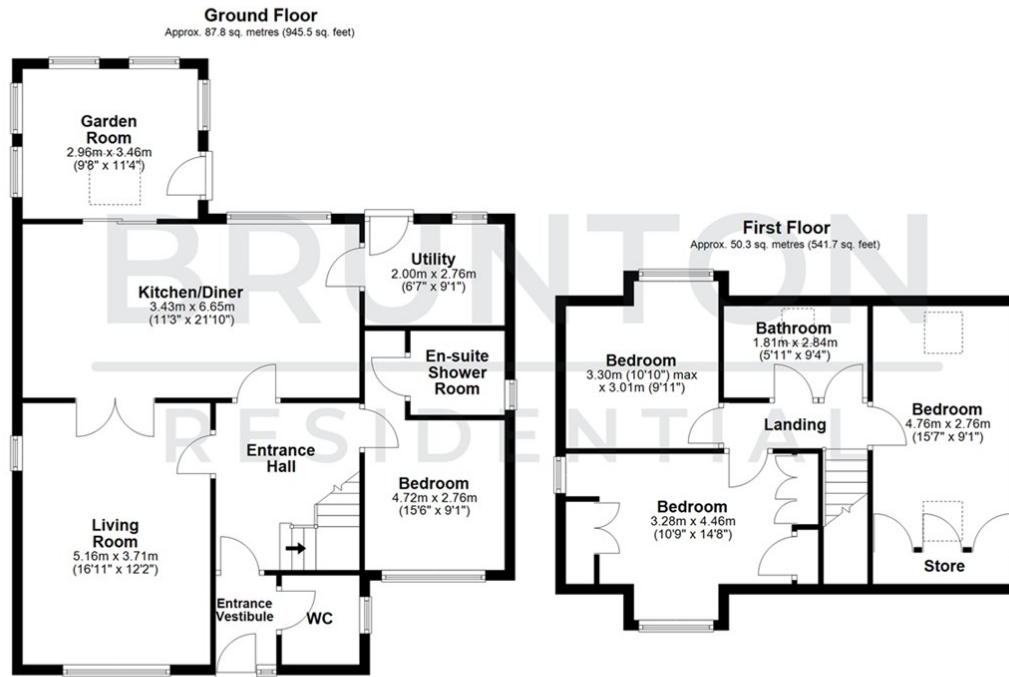 Ground Floor
Approx. 87.8 sq. metres (945.5 sq. feet)
Garden
Room
2.96m x 3.46m
(9'8" x 11'4")
Kitchen/Diner
3.43m x 6.65m
(11'3" x 21'10")
Utility
2.00m x 2.76m
(6'7" x 9'1")
En-suite
Shower
Room
Entrance
Hall
Bedroom
4.72m x 2.76m
(15'6" x 9'1")
Living
Room
5.16m x 3.71m
(16'11" x 12'2")
Entrance
Vestibule
WC
First Floor
Approx. 50.3 sq. metres (541.7 sq. feet)
Bedroom
3.30m (10'10") max
x 3.01m (9'11")
Bathroom
1.81m x 2.84m
(5'11" x 9'4")
Landing
Bedroom
4.76m x 2.76m
(15'7" x 9'1")
Bedroom
3.28m x 4.46m
(10'9" x 14'8")
Store
BRUNTON
RESIDENTIAL